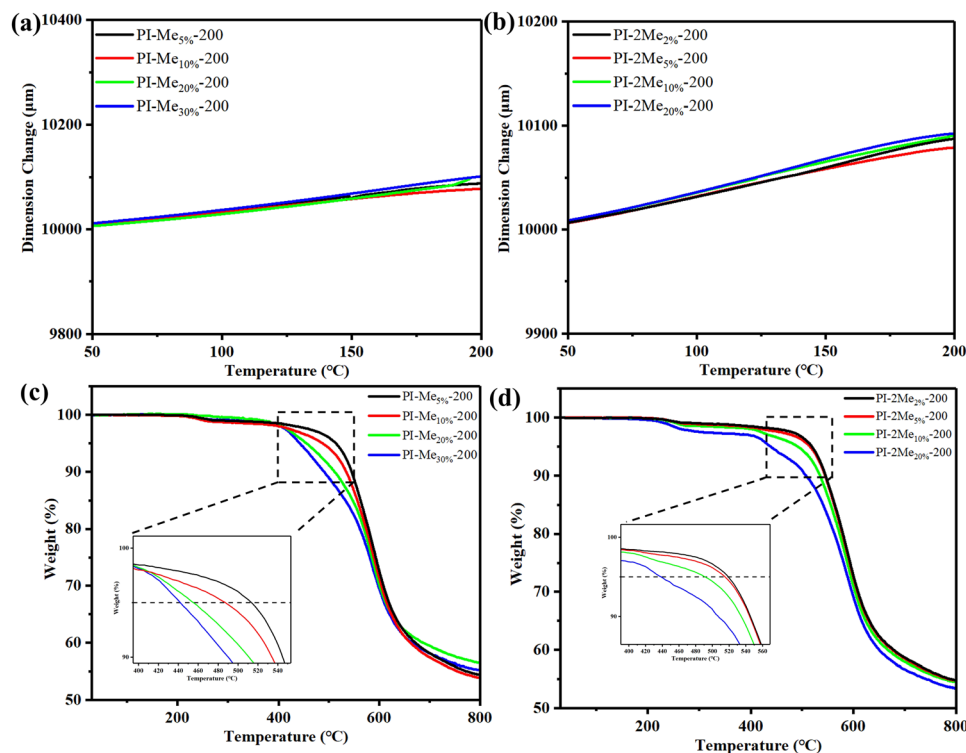 (a)
10400
10200
10000
9800
Dimension Change (μm)
PI-Me5%-200
PI-Me10%-200
PI-Me20%-200
PI-Me30%-200
50 100 150 200
Temperature (°C)
(b)
10200
10100
10000
9900
Dimension Change (μm)
PI-2Me2%-200
PI-2Me5%-200
PI-2Me10%-200
PI-2Me20%-200
50 100 150 200
Temperature (°C)
(c)
100
90
80
70
60
50
Weight (%)
PI-Me5%-200
PI-Me10%-200
PI-Me20%-200
PI-Me30%-200
100
90
Weight (%)
400 420 440 460 480 500 520 540
Temperature (°C)
200 400 600 800
Temperature (°C)
(d)
100
90
80
70
60
50
Weight (%)
PI-2Me2%-200
PI-2Me5%-200
PI-2Me10%-200
PI-2Me20%-200
100
90
Weight (%)
400 420 440 460 480 500 520 540 560
Temperature (°C)
200 400 600 800
Temperature (°C)